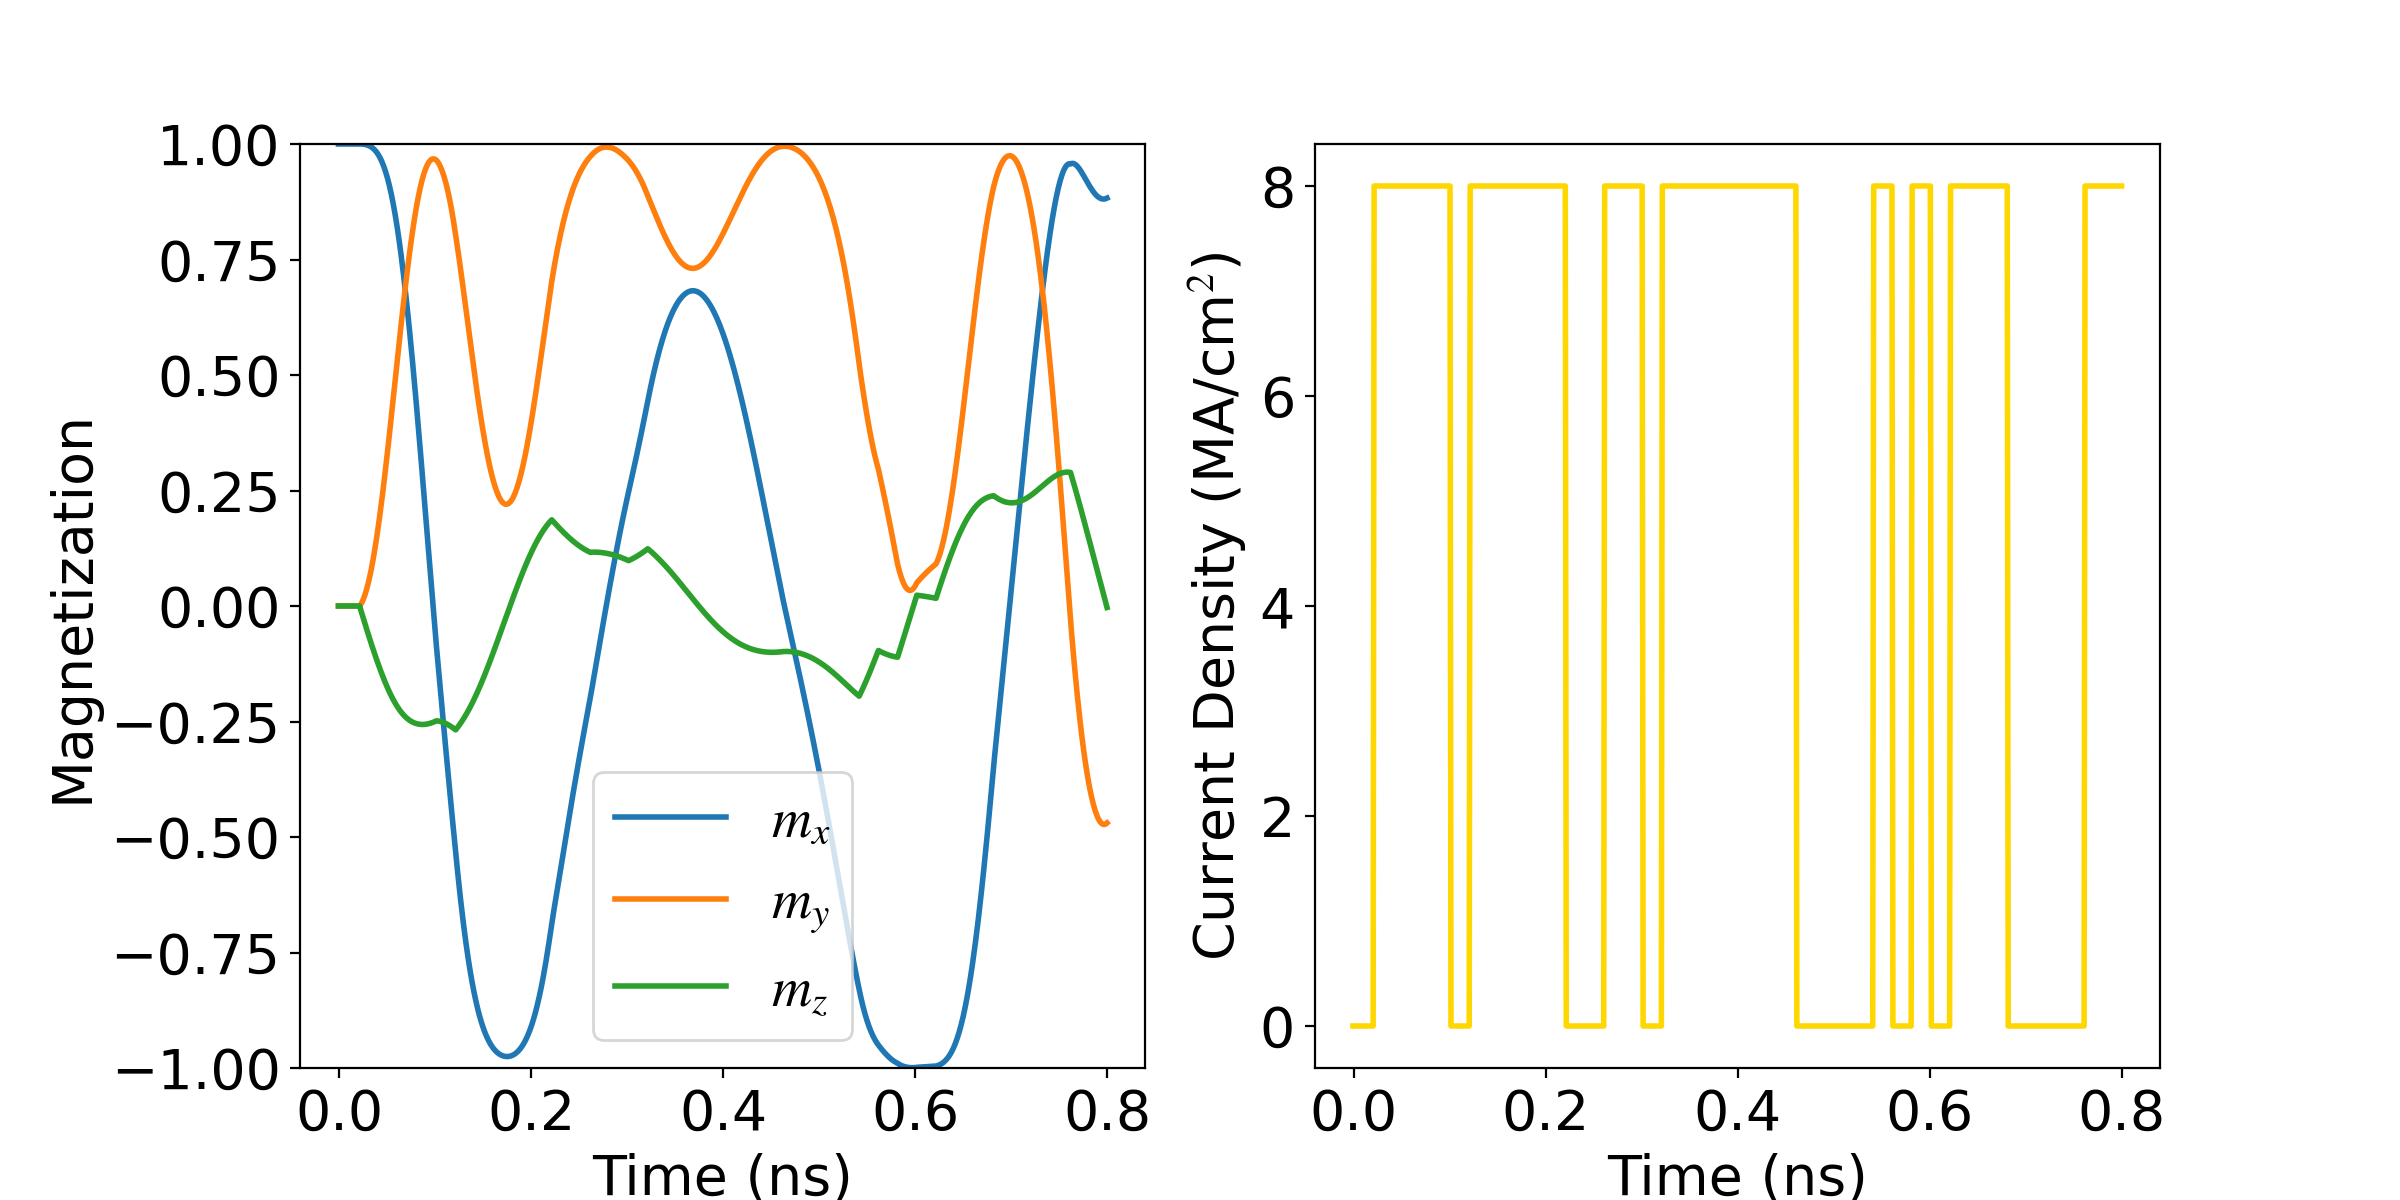 Magnetization
1.00
0.75
0.50
0.25
0.00
−0.25
−0.50
−0.75
−1.00
0.0 0.2 0.4 0.6 0.8
Time (ns)
m_x
m_y
m_z
Current Density (MA/cm²)
8
6
4
2
0
0.0 0.2 0.4 0.6 0.8
Time (ns)